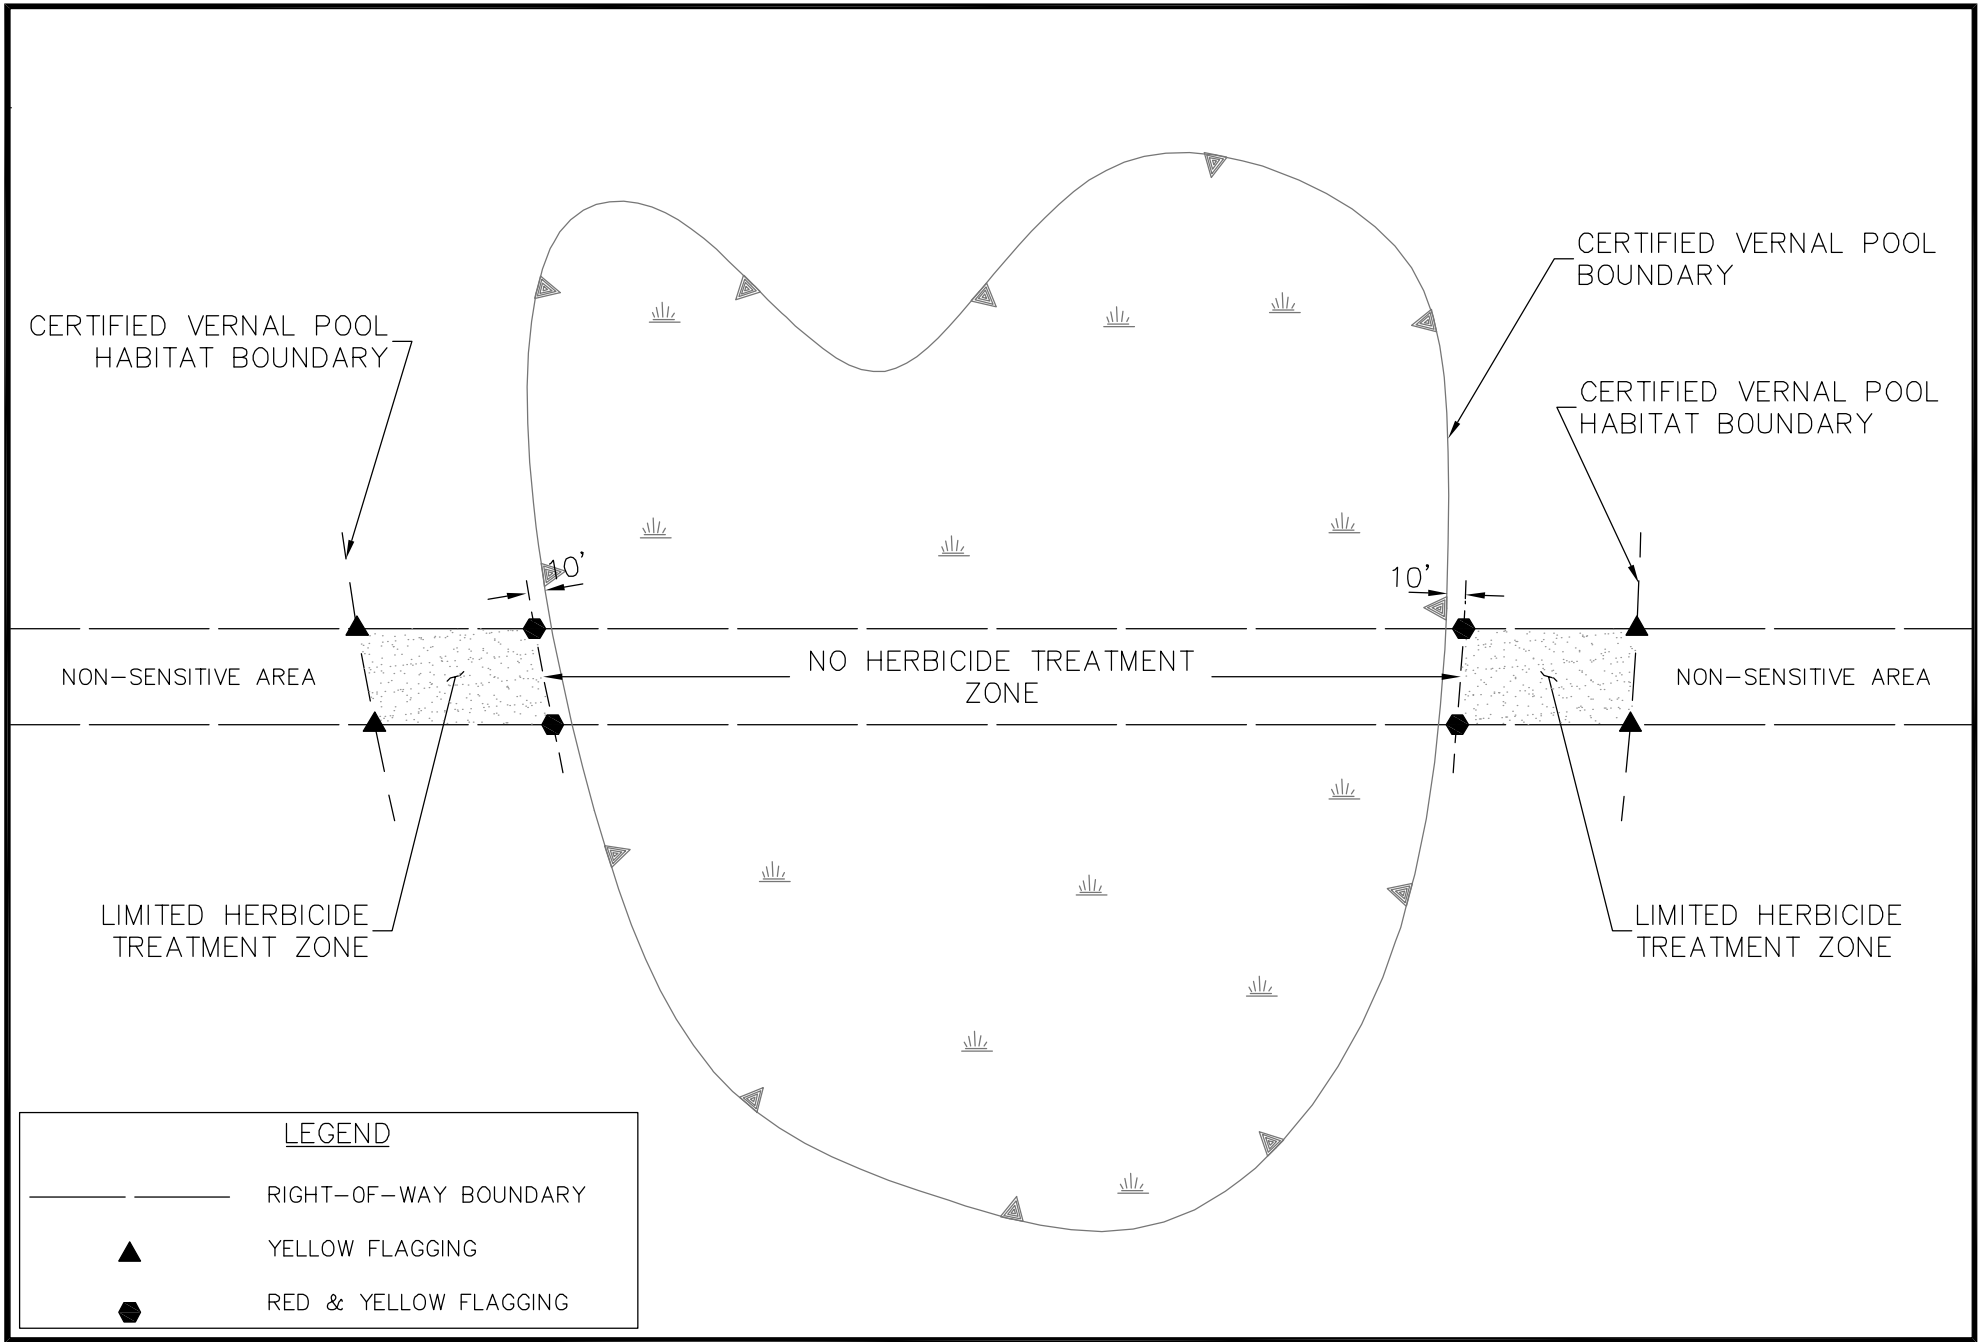 CERTIFIED VERNAL POOL
BOUNDARY
CERTIFIED VERNAL POOL
HABITAT BOUNDARY
CERTIFIED VERNAL POOL
HABITAT BOUNDARY
10’
10’
NON-SENSITIVE AREA
NO HERBICIDE TREATMENT
ZONE
NON-SENSITIVE AREA
LIMITED HERBICIDE
TREATMENT ZONE
LIMITED HERBICIDE
TREATMENT ZONE
LEGEND
RIGHT-OF-WAY BOUNDARY
YELLOW FLAGGING
RED & YELLOW FLAGGING